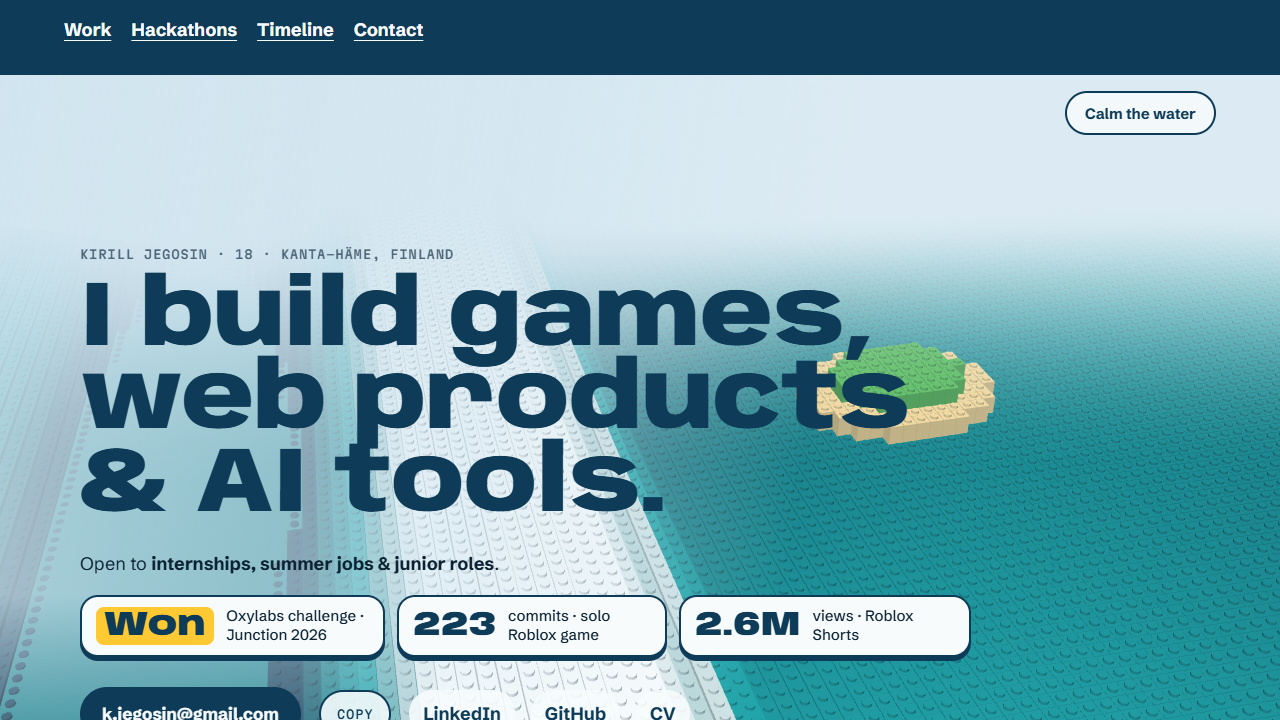 Work Hackathons Timeline Contact
Calm the water
KIRILL JEGOSIN · 18 · KANTA–HÄME, FINLAND
I build games,
web products
& AI tools.
Open to internships, summer jobs & junior roles.
Won Oxylabs challenge ·
Junction 2026
223 commits · solo
Roblox game
2.6M views · Roblox
Shorts
k.jegosin@gmail.com COPY LinkedIn GitHub CV